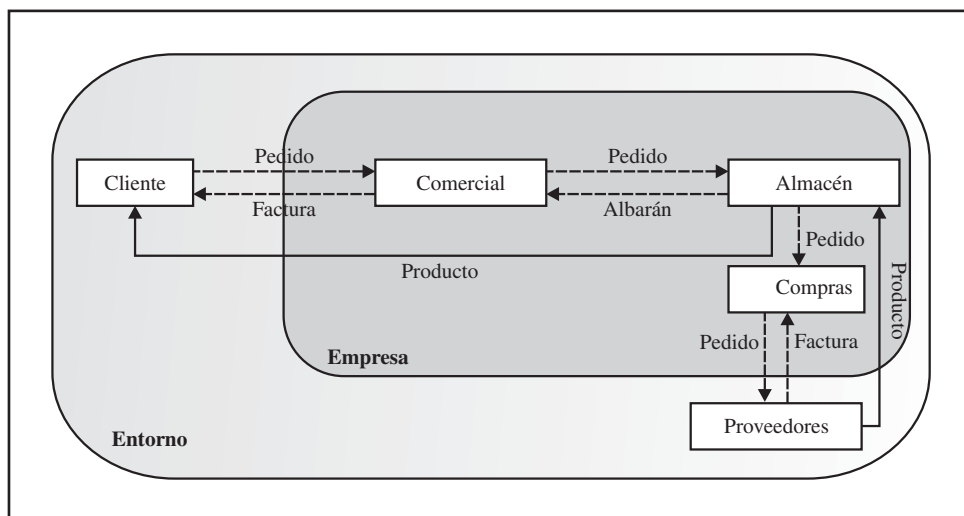 Pedido
Pedido
Cliente
Comercial
Almacén
Factura
Albarán
Pedido
Producto
Compras
Producto
Pedido
Factura
Empresa
Proveedores
Entorno